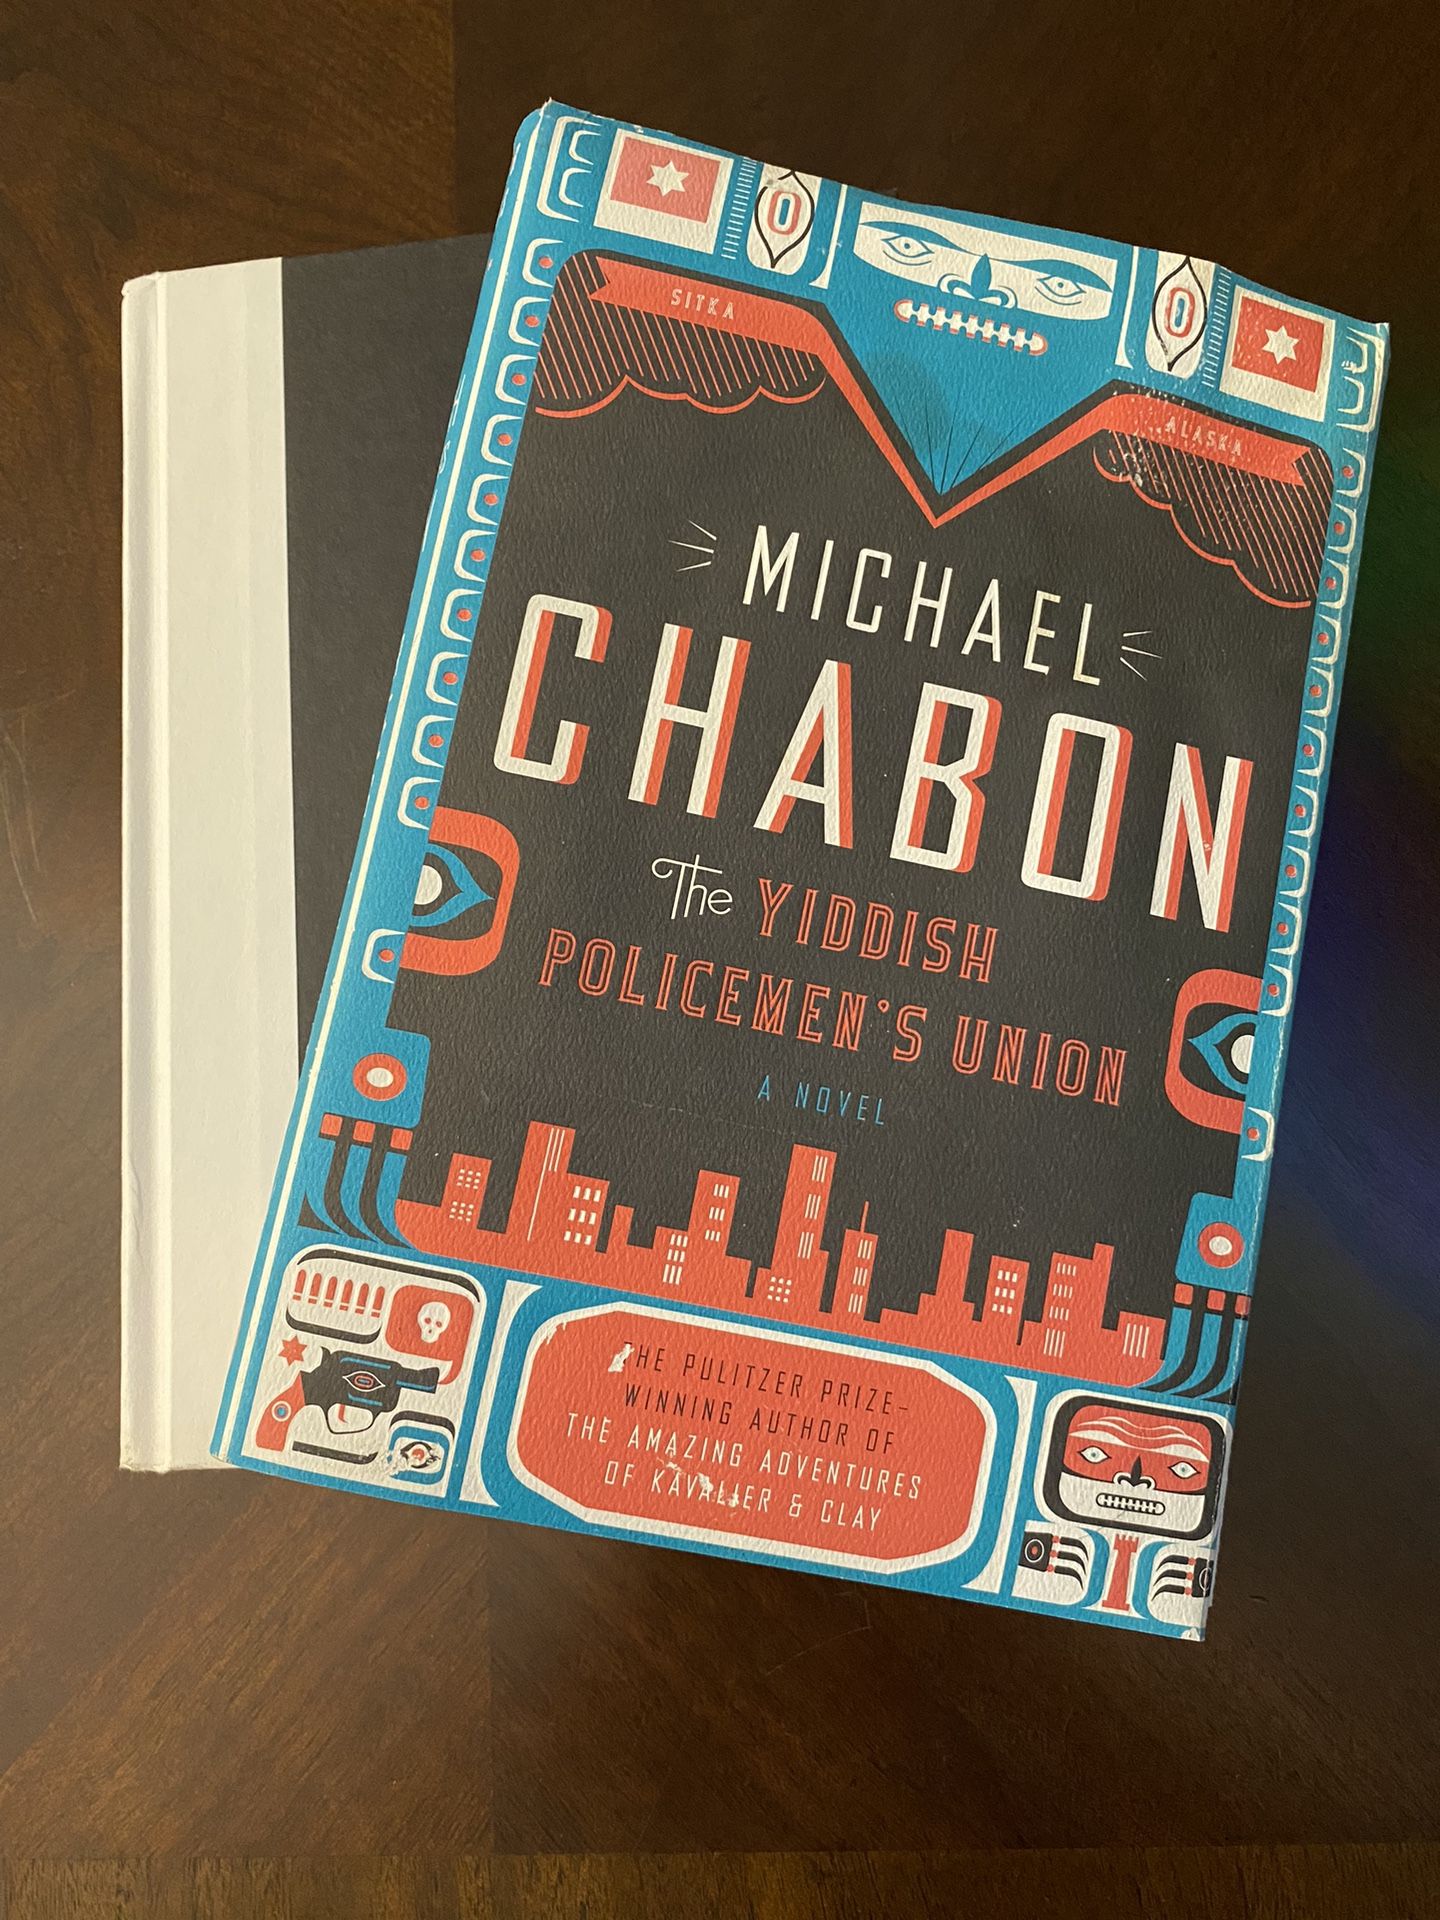 SITKA
ALASKA
MICHAEL
CHABON
The YIDDISH
POLICEMEN'S UNION
A NOVEL
THE PULITZER PRIZE–
WINNING AUTHOR OF
THE AMAZING ADVENTURES
OF KAVALIER & CLAY